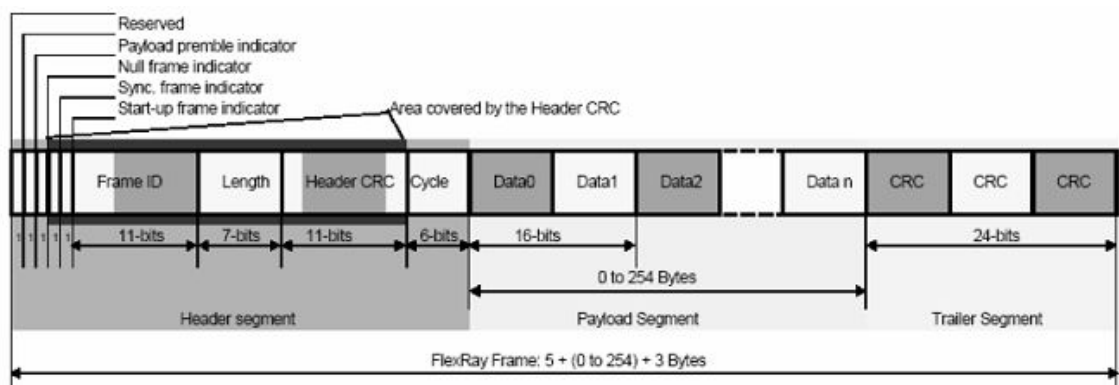 Reserved
Payload premble indicator
Null frame indicator
Sync. frame indicator
Start-up frame indicator
Area covered by the Header CRC
Frame ID Length Header CRC Cycle Data0 Data1 Data2 Data n CRC CRC CRC
1 1 1 1 1 11-bits 7-bits 11-bits 6-bits 16-bits 24-bits
0 to 254 Bytes
Header segment Payload Segment Trailer Segment
FlexRay Frame: 5 + (0 to 254) + 3 Bytes